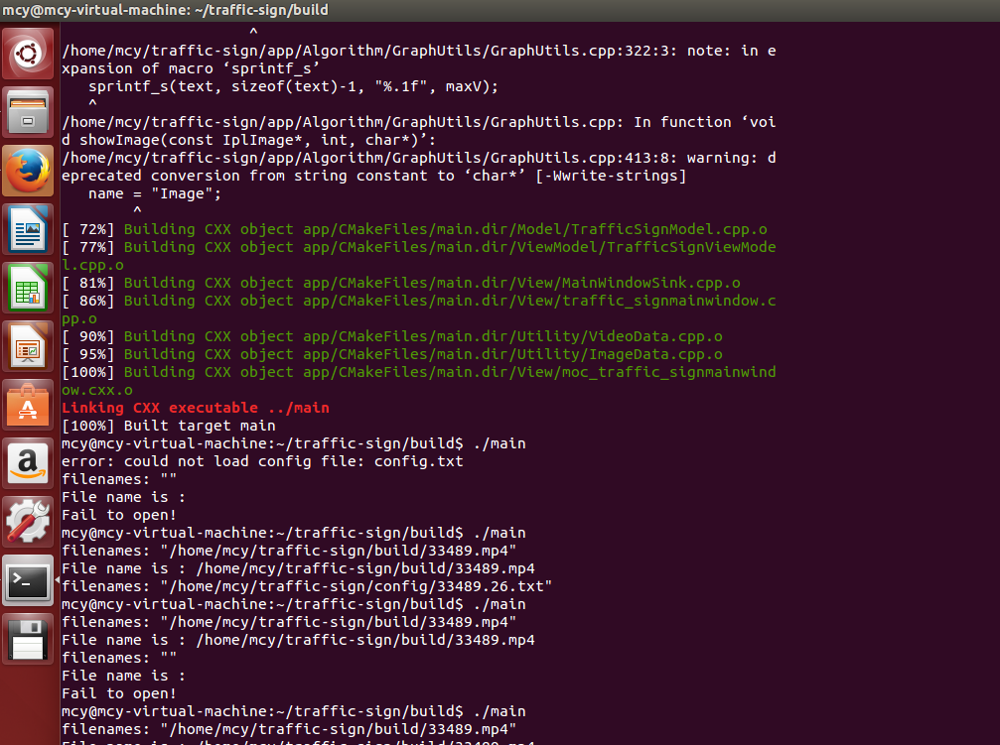 mcy@mcy-virtual-machine: ~/traffic-sign/build
^
/home/mcy/traffic-sign/app/Algorithm/GraphUtils/GraphUtils.cpp:322:3: note: in e
xpansion of macro ‘sprintf_s’
sprintf_s(text, sizeof(text)-1, "%.1f", maxV);
^
/home/mcy/traffic-sign/app/Algorithm/GraphUtils/GraphUtils.cpp: In function ‘voi
d showImage(const IplImage*, int, char*)’:
/home/mcy/traffic-sign/app/Algorithm/GraphUtils/GraphUtils.cpp:413:8: warning: d
eprecated conversion from string constant to ‘char*’ [-Wwrite-strings]
name = "Image";
^
[ 72%] Building CXX object app/CMakeFiles/main.dir/Model/TrafficSignModel.cpp.o
[ 77%] Building CXX object app/CMakeFiles/main.dir/ViewModel/TrafficSignViewMode
l.cpp.o
[ 81%] Building CXX object app/CMakeFiles/main.dir/View/MainWindowSink.cpp.o
[ 86%] Building CXX object app/CMakeFiles/main.dir/View/traffic_signmainwindow.c
pp.o
[ 90%] Building CXX object app/CMakeFiles/main.dir/Utility/VideoData.cpp.o
[ 95%] Building CXX object app/CMakeFiles/main.dir/Utility/ImageData.cpp.o
[100%] Building CXX object app/CMakeFiles/main.dir/View/moc_traffic_signmainwind
ow.cxx.o
Linking CXX executable ../main
[100%] Built target main
mcy@mcy-virtual-machine:~/traffic-sign/build$ ./main
error: could not load config file: config.txt
filenames: ""
File name is :
Fail to open!
mcy@mcy-virtual-machine:~/traffic-sign/build$ ./main
filenames: "/home/mcy/traffic-sign/build/33489.mp4"
File name is : /home/mcy/traffic-sign/build/33489.mp4
filenames: "/home/mcy/traffic-sign/config/33489.26.txt"
mcy@mcy-virtual-machine:~/traffic-sign/build$ ./main
filenames: "/home/mcy/traffic-sign/build/33489.mp4"
File name is : /home/mcy/traffic-sign/build/33489.mp4
filenames: ""
File name is :
Fail to open!
mcy@mcy-virtual-machine:~/traffic-sign/build$ ./main
filenames: "/home/mcy/traffic-sign/build/33489.mp4"
File name is : /home/mcy/traffic-sign/build/33489.mp4